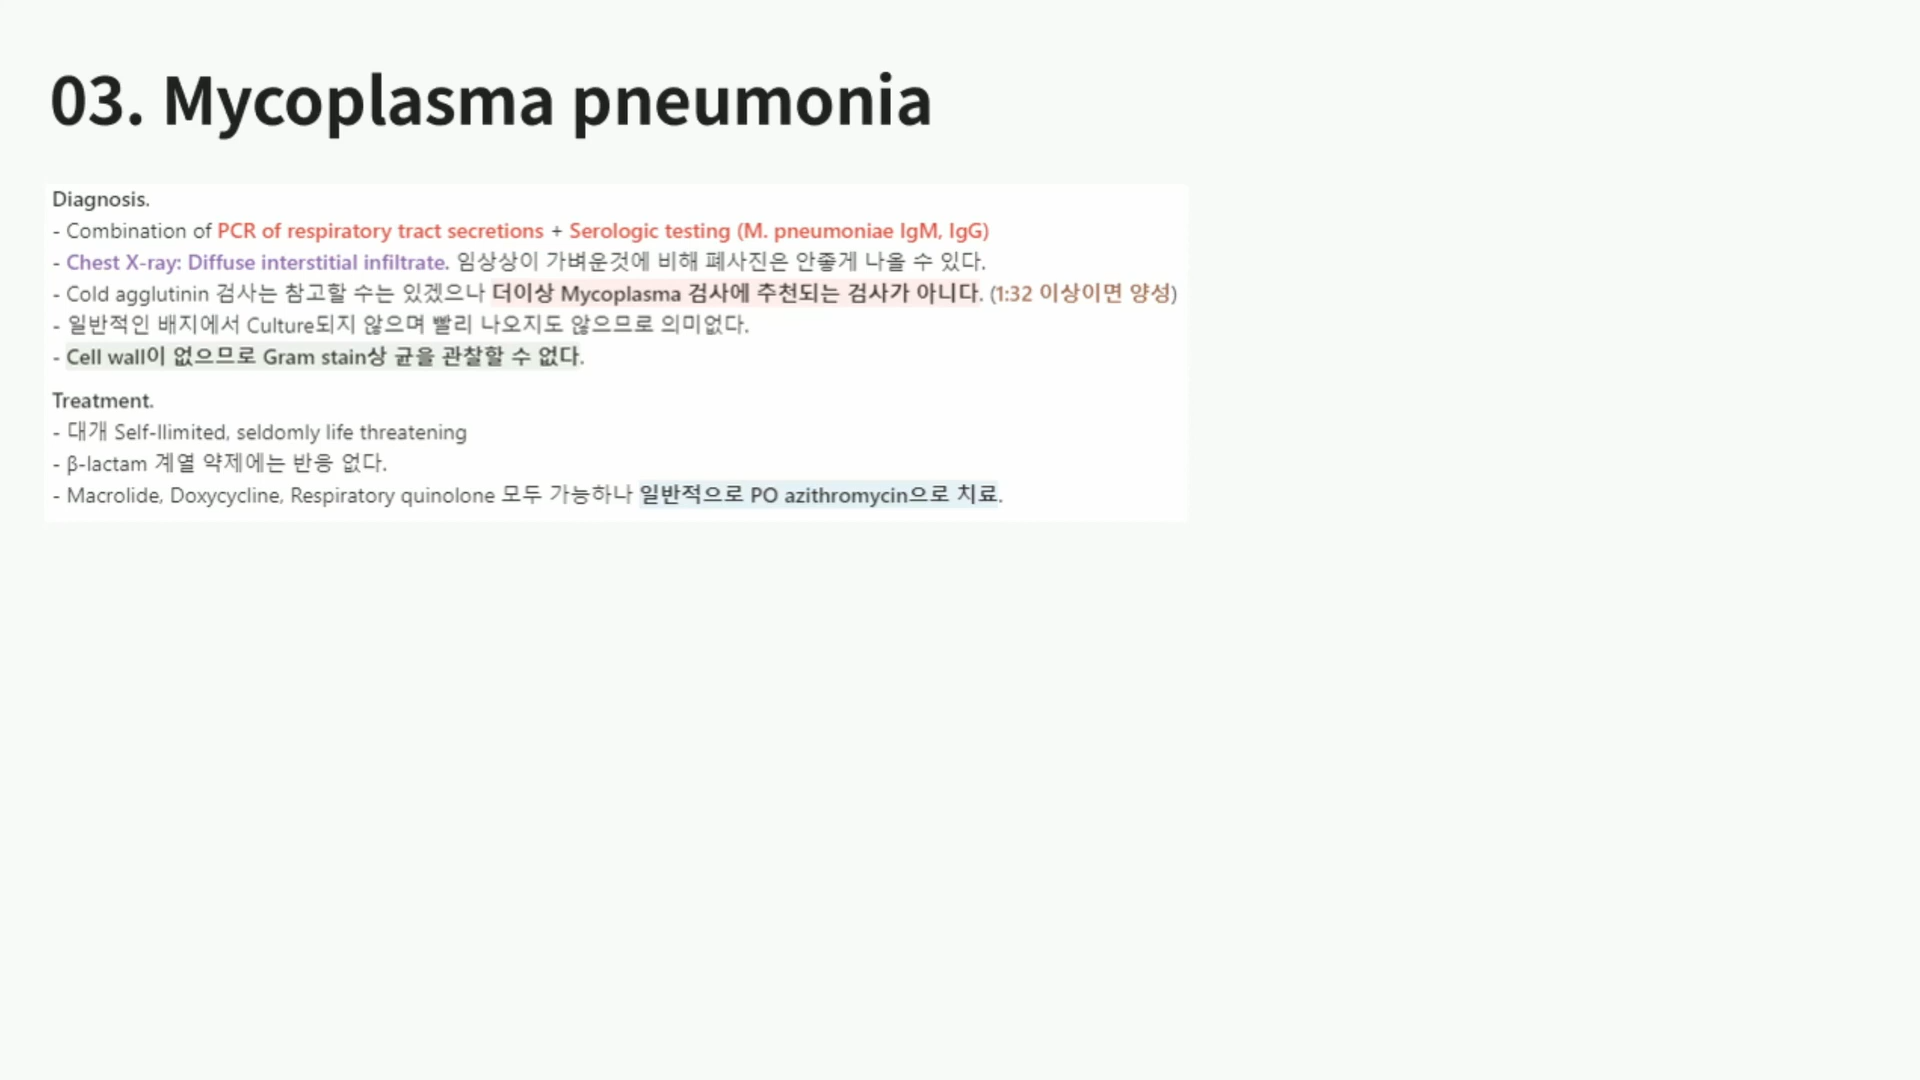 03. Mycoplasma pneumonia
Diagnosis.
- Combination of PCR of respiratory tract secretions + Serologic testing (M. pneumoniae IgM, IgG)
- Chest X-ray: Diffuse interstitial infiltrate. 임상상이 가벼운것에 비해 폐사진은 안좋게 나올 수 있다.
- Cold agglutinin 검사는 참고할 수는 있겠으나 더이상 Mycoplasma 검사에 추천되는 검사가 아니다. (1:32 이상이면 양성)
- 일반적인 배지에서 Culture되지 않으며 빨리 나오지도 않으므로 의미없다.
- Cell wall이 없으므로 Gram stain상 균을 관찰할 수 없다.
Treatment.
- 대개 Self-llimited, seldomly life threatening
- β-lactam 계열 약제에는 반응 없다.
- Macrolide, Doxycycline, Respiratory quinolone 모두 가능하나 일반적으로 PO azithromycin으로 치료.